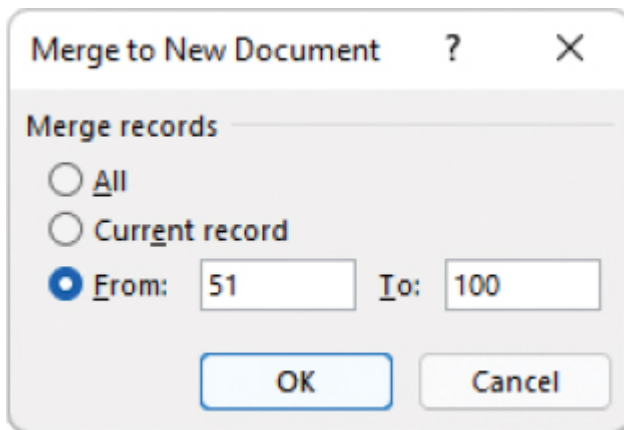 Merge to New Document ?
Merge records
All
Current record
From: 51 To: 100
OK Cancel